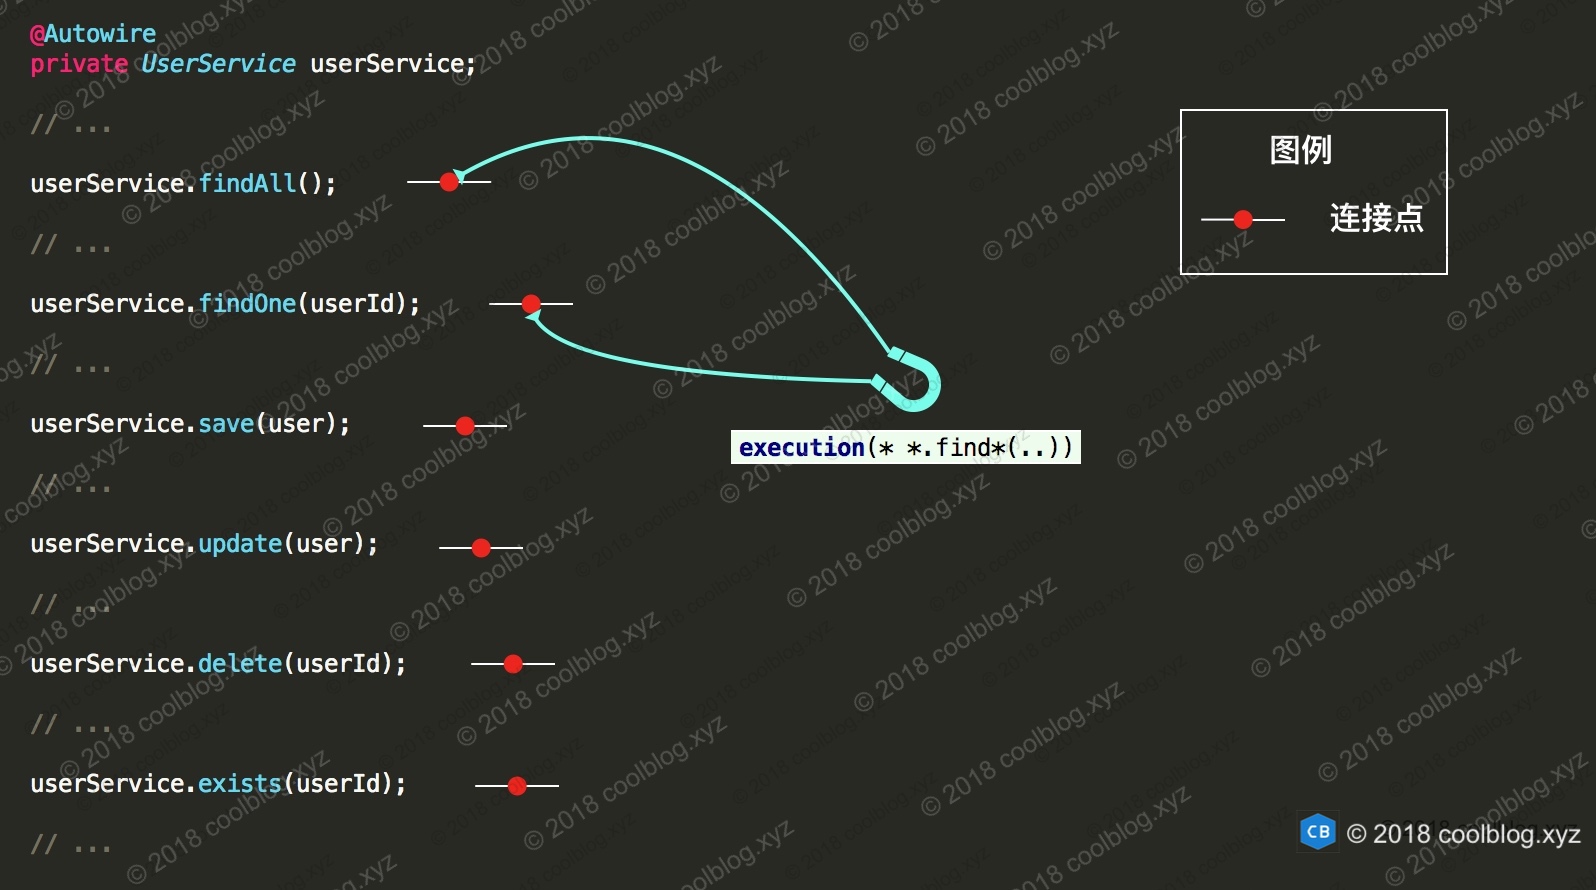 @Autowire
private UserService userService;
// ...
userService.findAll();
// ...
userService.findOne(userId);
// ...
userService.save(user);
// ...
userService.update(user);
// ...
userService.delete(userId);
// ...
userService.exists(userId);
// ...
execution(* *.find*(..))
图例
连接点
CB © 2018 coolblog.xyz